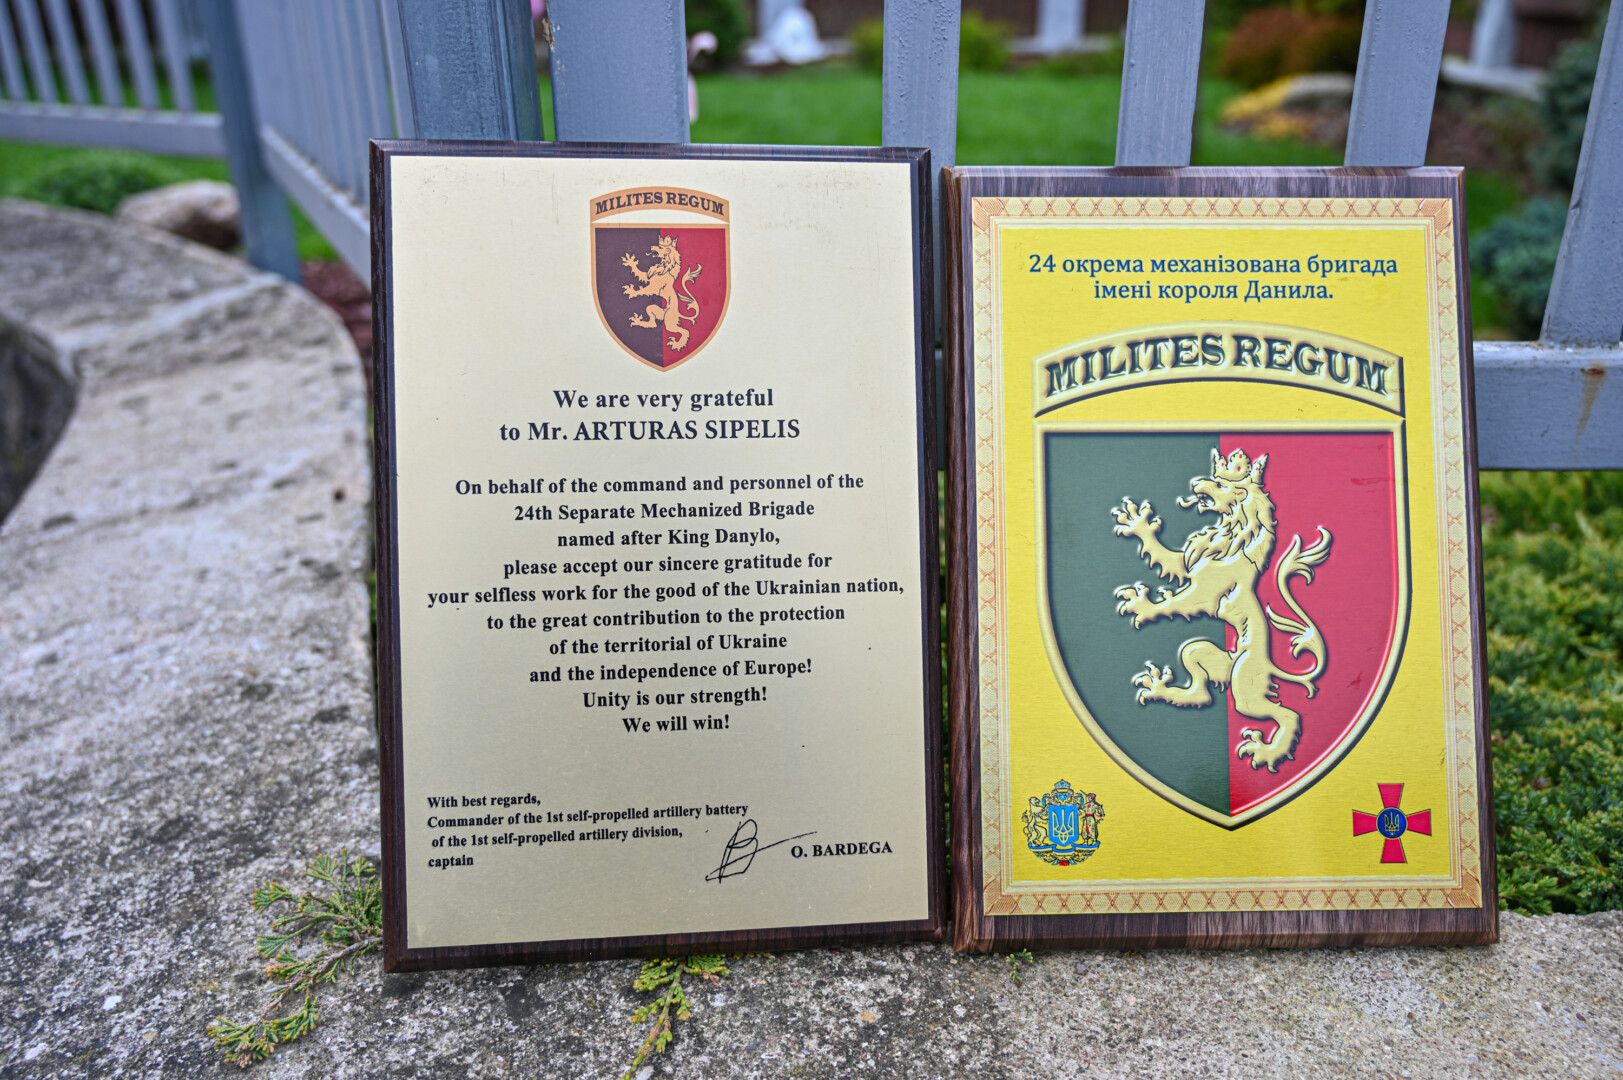 MILITES REGUM
We are very grateful
to Mr. ARTURAS SIPELIS
On behalf of the command and personnel of the
24th Separate Mechanized Brigade
named after King Danylo,
please accept our sincere gratitude for
your selfless work for the good of the Ukrainian nation,
to the great contribution to the protection
of the territorial of Ukraine
and the independence of Europe!
Unity is our strength!
We will win!
With best regards,
Commander of the 1st self-propelled artillery battery
of the 1st self-propelled artillery division,
captain
O. BARDEGA
24 окрема механізована бригада
імені короля Данила.
MILITES REGUM